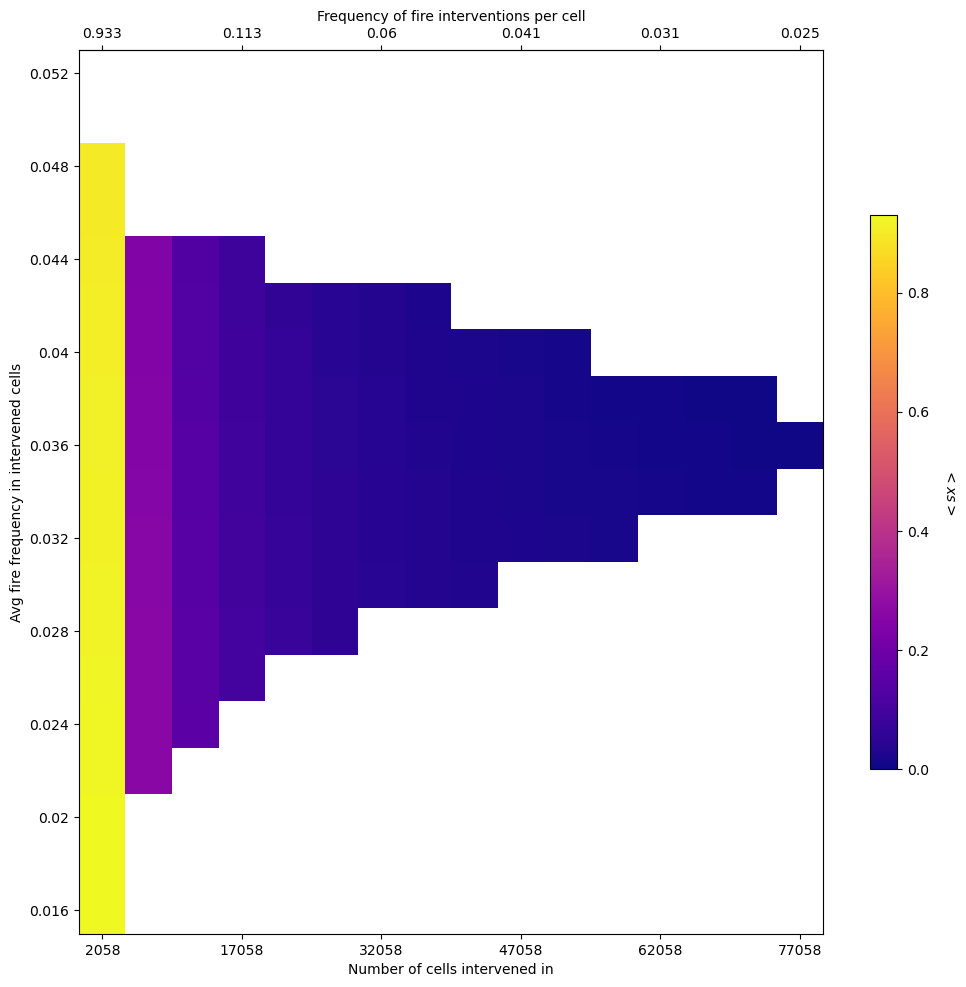 Frequency of fire interventions per cell
0.933 0.113 0.06 0.041 0.031 0.025
0.052
0.048
0.044
0.04
0.036
0.032
0.028
0.024
0.02
0.016
Avg fire frequency in intervened cells
2058 17058 32058 47058 62058 77058
Number of cells intervened in
0.8
0.6
0.4
0.2
0.0
< sx >